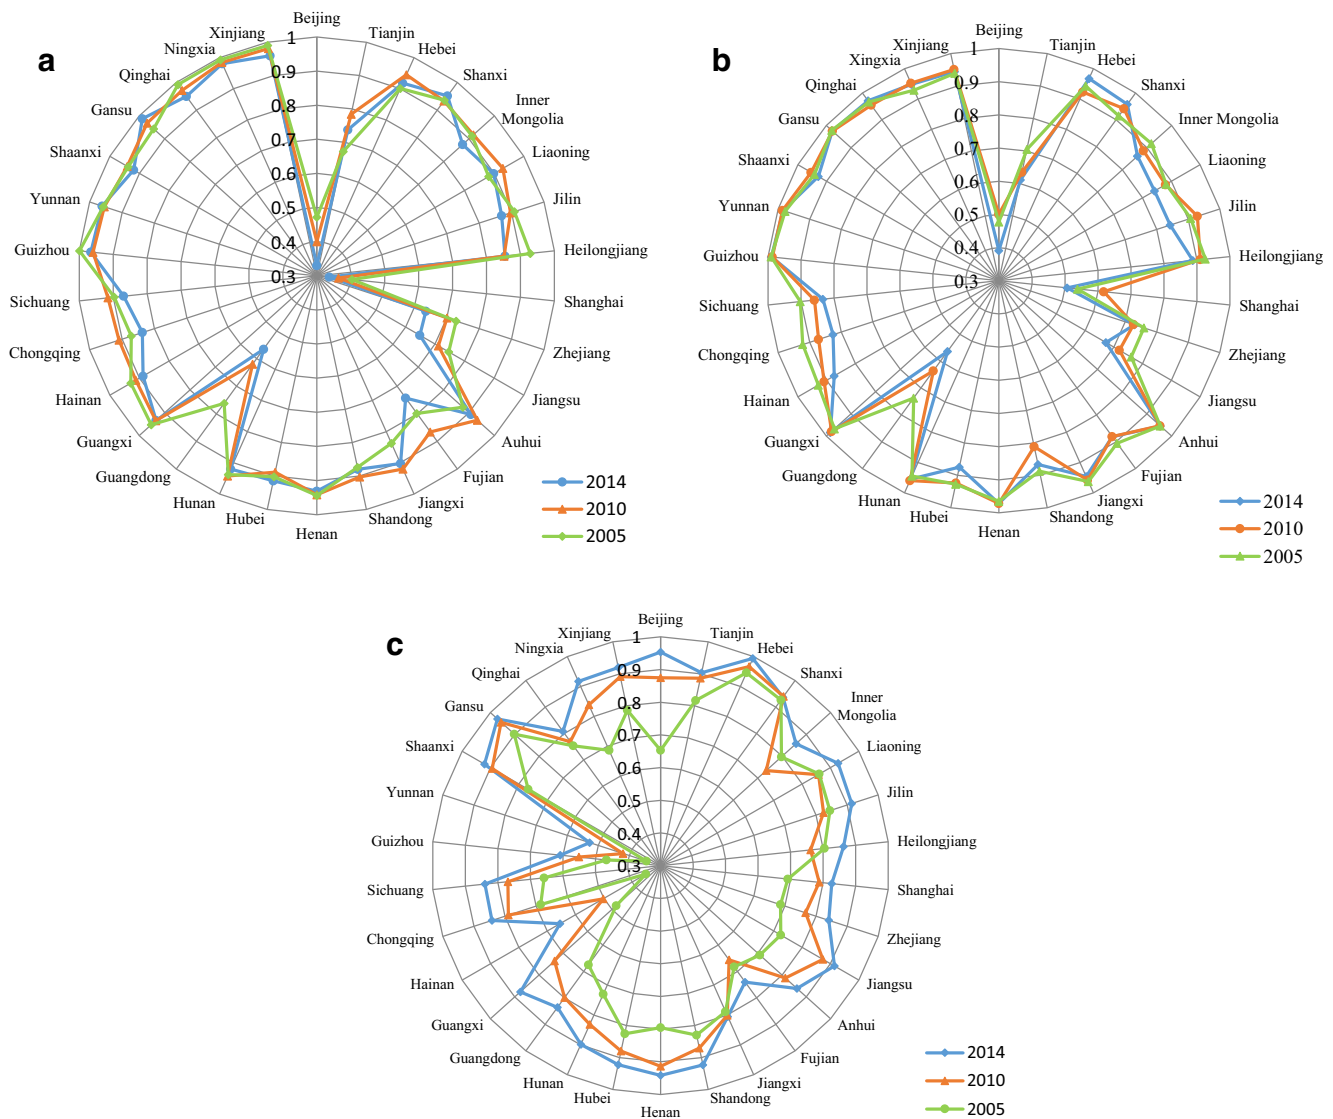 a
Beijing
Tianjin
Hebei
Shanxi
Inner
Mongolia
Liaoning
Jilin
Heilongjiang
Shanghai
Zhejiang
Jiangsu
Auhui
Fujian
Jiangxi
Shandong
Henan
Hubei
Hunan
Guangdong
Guangxi
Hainan
Chongqing
Sichuang
Guizhou
Yunnan
Shaanxi
Gansu
Qinghai
Ningxia
Xinjiang
1
0.9
0.8
0.7
0.6
0.5
0.4
0.3
2014
2010
2005
b
Beijing
Tianjin
Hebei
Shanxi
Inner Mongolia
Liaoning
Jilin
Heilongjiang
Shanghai
Zhejiang
Jiangsu
Anhui
Fujian
Jiangxi
Shandong
Henan
Hubei
Hunan
Guangdong
Guangxi
Hainan
Chongqing
Sichuang
Guizhou
Yunnan
Shaanxi
Gansu
Qinghai
Xingxia
Xinjiang
1
0.9
0.8
0.7
0.6
0.5
0.4
0.3
2014
2010
2005
c
Beijing
Tianjin
Hebei
Shanxi
Inner
Mongolia
Liaoning
Jilin
Heilongjiang
Shanghai
Zhejiang
Jiangsu
Anhui
Fujian
Jiangxi
Shandong
Henan
Hubei
Hunan
Guangdong
Guangxi
Hainan
Chongqing
Sichuang
Guizhou
Yunnan
Shaanxi
Gansu
Qinghai
Ningxia
Xinjiang
1
0.9
0.8
0.7
0.6
0.5
0.4
0.3
2014
2010
2005